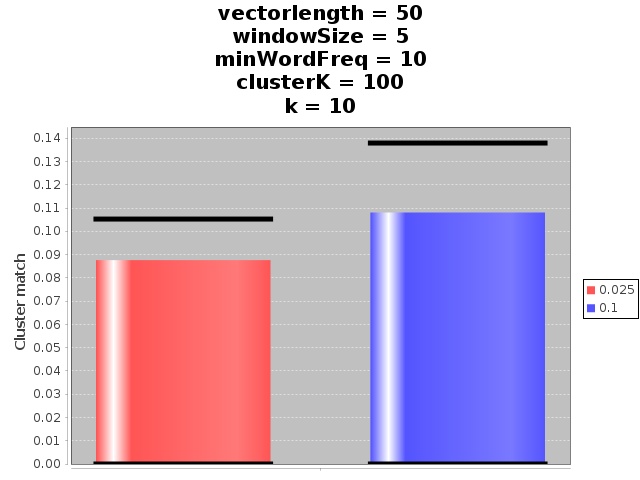 vectorlength = 50
windowSize = 5
minWordFreq = 10
clusterK = 100
k = 10
0.14
0.13
0.12
0.11
0.10
0.09
0.08
0.07
0.06
0.05
0.04
0.03
0.02
0.01
0.00
Cluster match
0.025
0.1